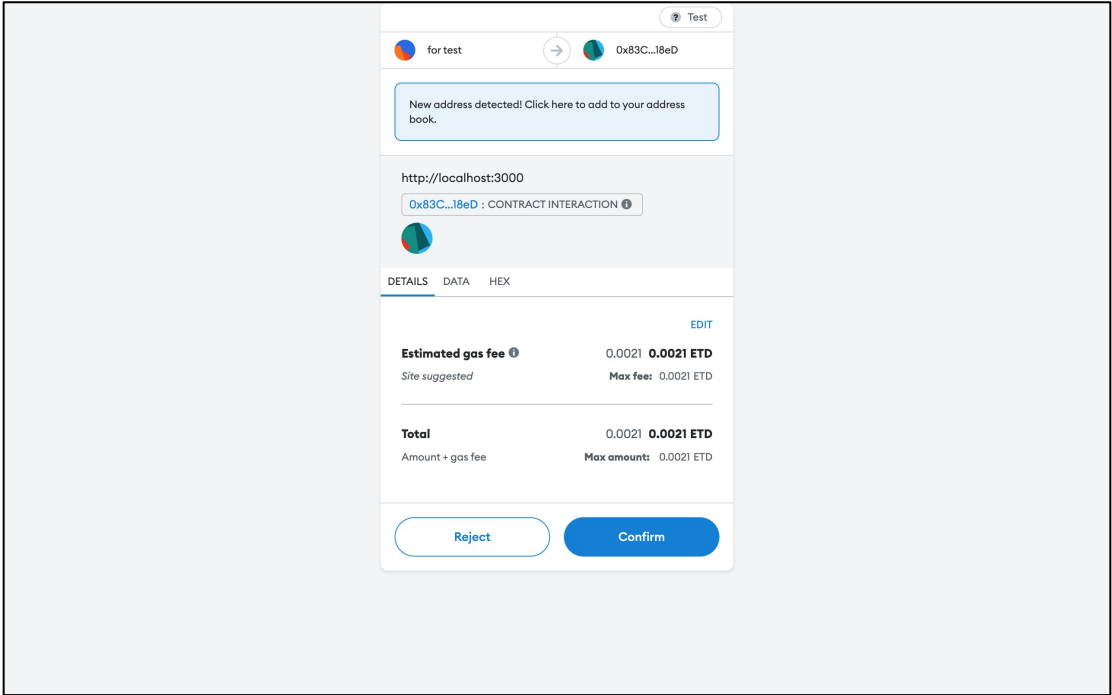 Test
for test 0x83C...18eD
New address detected! Click here to add to your address
book.
http://localhost:3000
0x83C...18eD : CONTRACT INTERACTION
DETAILS DATA HEX
EDIT
Estimated gas fee 0.0021 0.0021 ETD
Site suggested Max fee: 0.0021 ETD
Total 0.0021 0.0021 ETD
Amount + gas fee Max amount: 0.0021 ETD
Reject Confirm